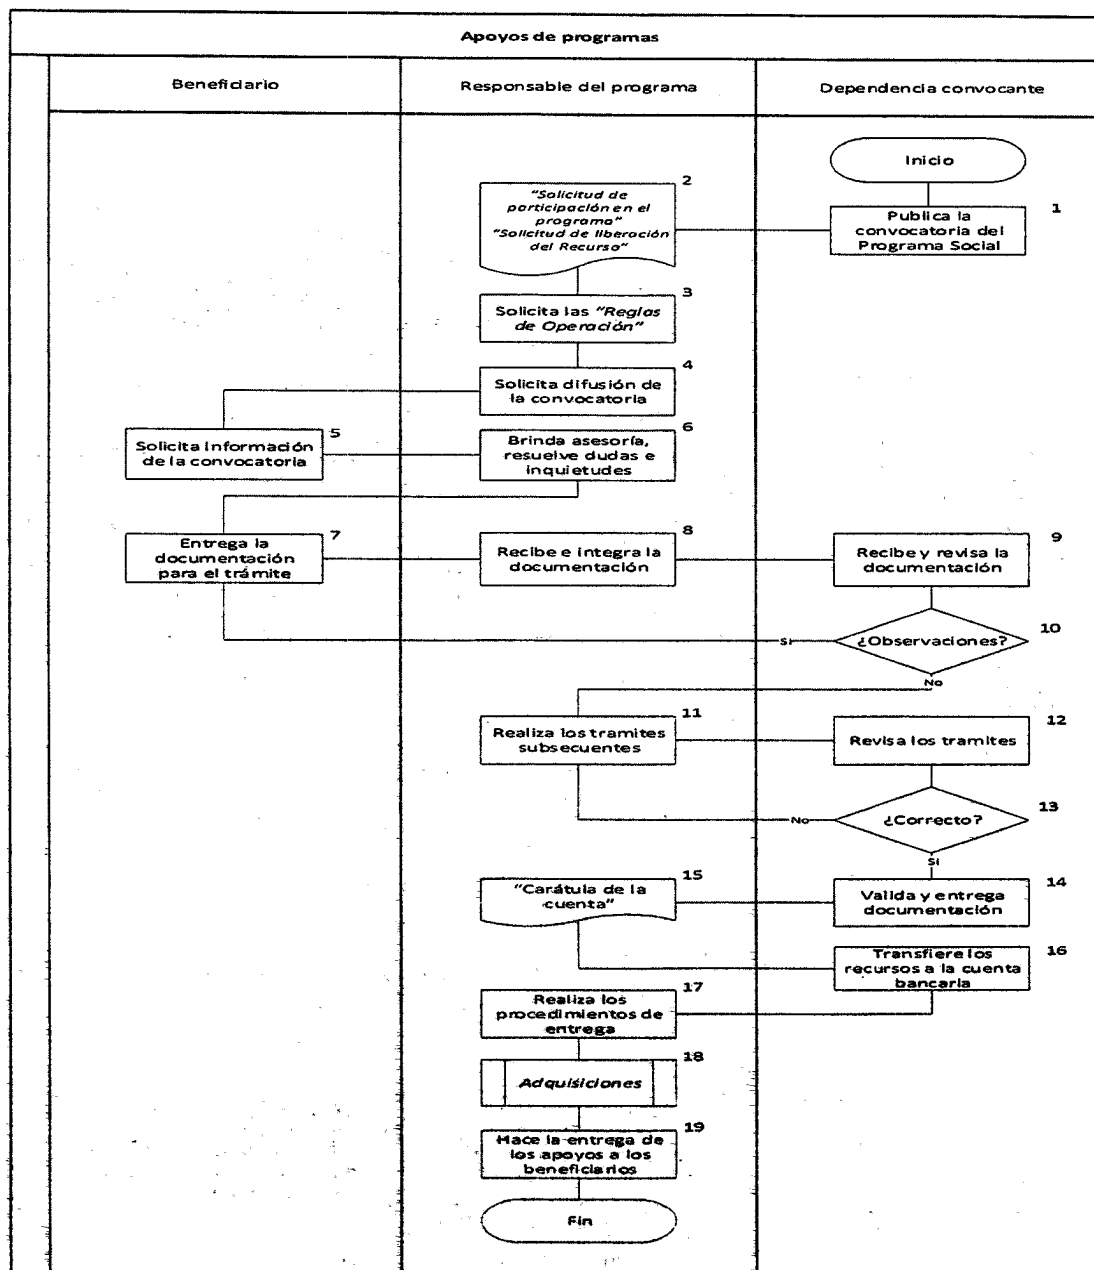 Apoyos de programas
Beneficiario
Responsable del programa
Dependencia convocante
Inicio
1
Publica la
convocatoria del
Programa Social
2
"Solicitud de
participación en el
programa"
"Solicitud de liberación
del Recurso"
3
Solicita las "Reglas
de Operación"
4
Solicita difusión de
la convocatoria
5
Solicita información
de la convocatoria
6
Brinda asesoría,
resuelve dudas e
inquietudes
7
Entrega la
documentación
para el trámite
8
Recibe e integra la
documentación
9
Recibe y revisa la
documentación
10
¿Observaciones?
Si
No
11
Realiza los tramites
subsecuentes
12
Revisa los tramites
13
¿Correcto?
No
Si
14
Valida y entrega
documentación
15
"Carátula de la
cuenta"
16
Transfiere los
recursos a la cuenta
bancaria
17
Realiza los
procedimientos de
entrega
18
Adquisiciones
19
Hace la entrega de
los apoyos a los
beneficiarios
Fin